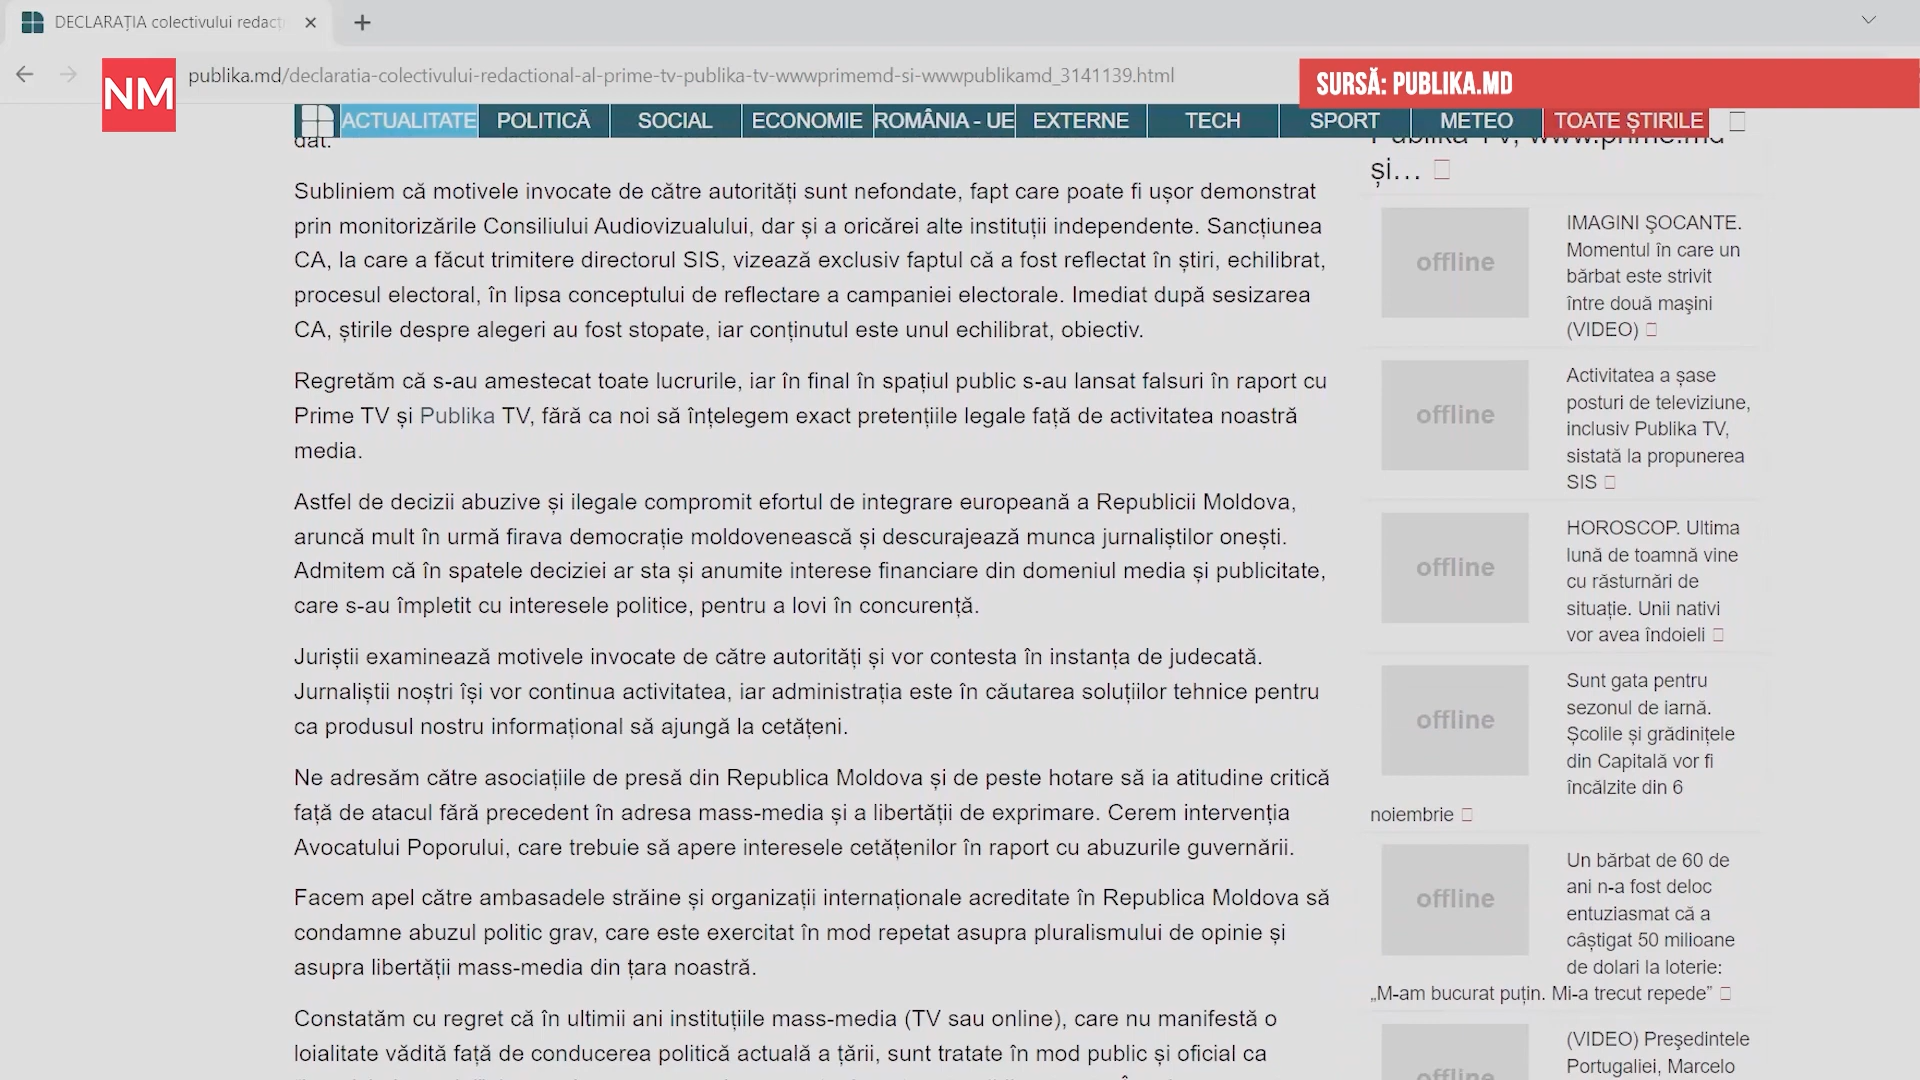 DECLARAȚIA colectivului redacț
NM
publika.md/declaratia-colectivului-redactional-al-prime-tv-publika-tv-wwwprimemd-si-wwwpublikamd_3141139.html
SURSĂ: PUBLIKA.MD
ACTUALITATE POLITICĂ SOCIAL ECONOMIE ROMÂNIA - UE EXTERNE TECH SPORT METEO TOATE ȘTIRILE
dat.
Subliniem că motivele invocate de către autorități sunt nefondate, fapt care poate fi ușor demonstrat
prin monitorizările Consiliului Audiovizualului, dar și a oricărei alte instituții independente. Sancțiunea
CA, la care a făcut trimitere directorul SIS, vizează exclusiv faptul că a fost reflectat în știri, echilibrat,
procesul electoral, în lipsa conceptului de reflectare a campaniei electorale. Imediat după sesizarea
CA, știrile despre alegeri au fost stopate, iar conținutul este unul echilibrat, obiectiv.
Regretăm că s-au amestecat toate lucrurile, iar în final în spațiul public s-au lansat falsuri în raport cu
Prime TV și Publika TV, fără ca noi să înțelegem exact pretențiile legale față de activitatea noastră
media.
Astfel de decizii abuzive și ilegale compromit efortul de integrare europeană a Republicii Moldova,
aruncă mult în urmă firava democrație moldovenească și descurajează munca jurnaliștilor onești.
Admitem că în spatele deciziei ar sta și anumite interese financiare din domeniul media și publicitate,
care s-au împletit cu interesele politice, pentru a lovi în concurență.
Juriștii examinează motivele invocate de către autorități și vor contesta în instanța de judecată.
Jurnaliștii noștri își vor continua activitatea, iar administrația este în căutarea soluțiilor tehnice pentru
ca produsul nostru informațional să ajungă la cetățeni.
Ne adresăm către asociațiile de presă din Republica Moldova și de peste hotare să ia atitudine critică
față de atacul fără precedent în adresa mass-media și a libertății de exprimare. Cerem intervenția
Avocatului Poporului, care trebuie să apere interesele cetățenilor în raport cu abuzurile guvernării.
Facem apel către ambasadele străine și organizații internaționale acreditate în Republica Moldova să
condamne abuzul politic grav, care este exercitat în mod repetat asupra pluralismului de opinie și
asupra libertății mass-media din țara noastră.
Constatăm cu regret că în ultimii ani instituțiile mass-media (TV sau online), care nu manifestă o
loialitate vădită față de conducerea politică actuală a țării, sunt tratate în mod public și oficial ca
Publika TV, www.prime.md
și…
offline
IMAGINI ȘOCANTE.
Momentul în care un
bărbat este strivit
între două mașini
(VIDEO)
offline
Activitatea a șase
posturi de televiziune,
inclusiv Publika TV,
sistată la propunerea
SIS
offline
HOROSCOP. Ultima
lună de toamnă vine
cu răsturnări de
situație. Unii nativi
vor avea îndoieli
offline
Sunt gata pentru
sezonul de iarnă.
Școlile și grădinițele
din Capitală vor fi
încălzite din 6
noiembrie
offline
Un bărbat de 60 de
ani n-a fost deloc
entuziasmat că a
câștigat 50 milioane
de dolari la loterie:
„M-am bucurat puțin. Mi-a trecut repede”
offline
(VIDEO) Președintele
Portugaliei, Marcelo